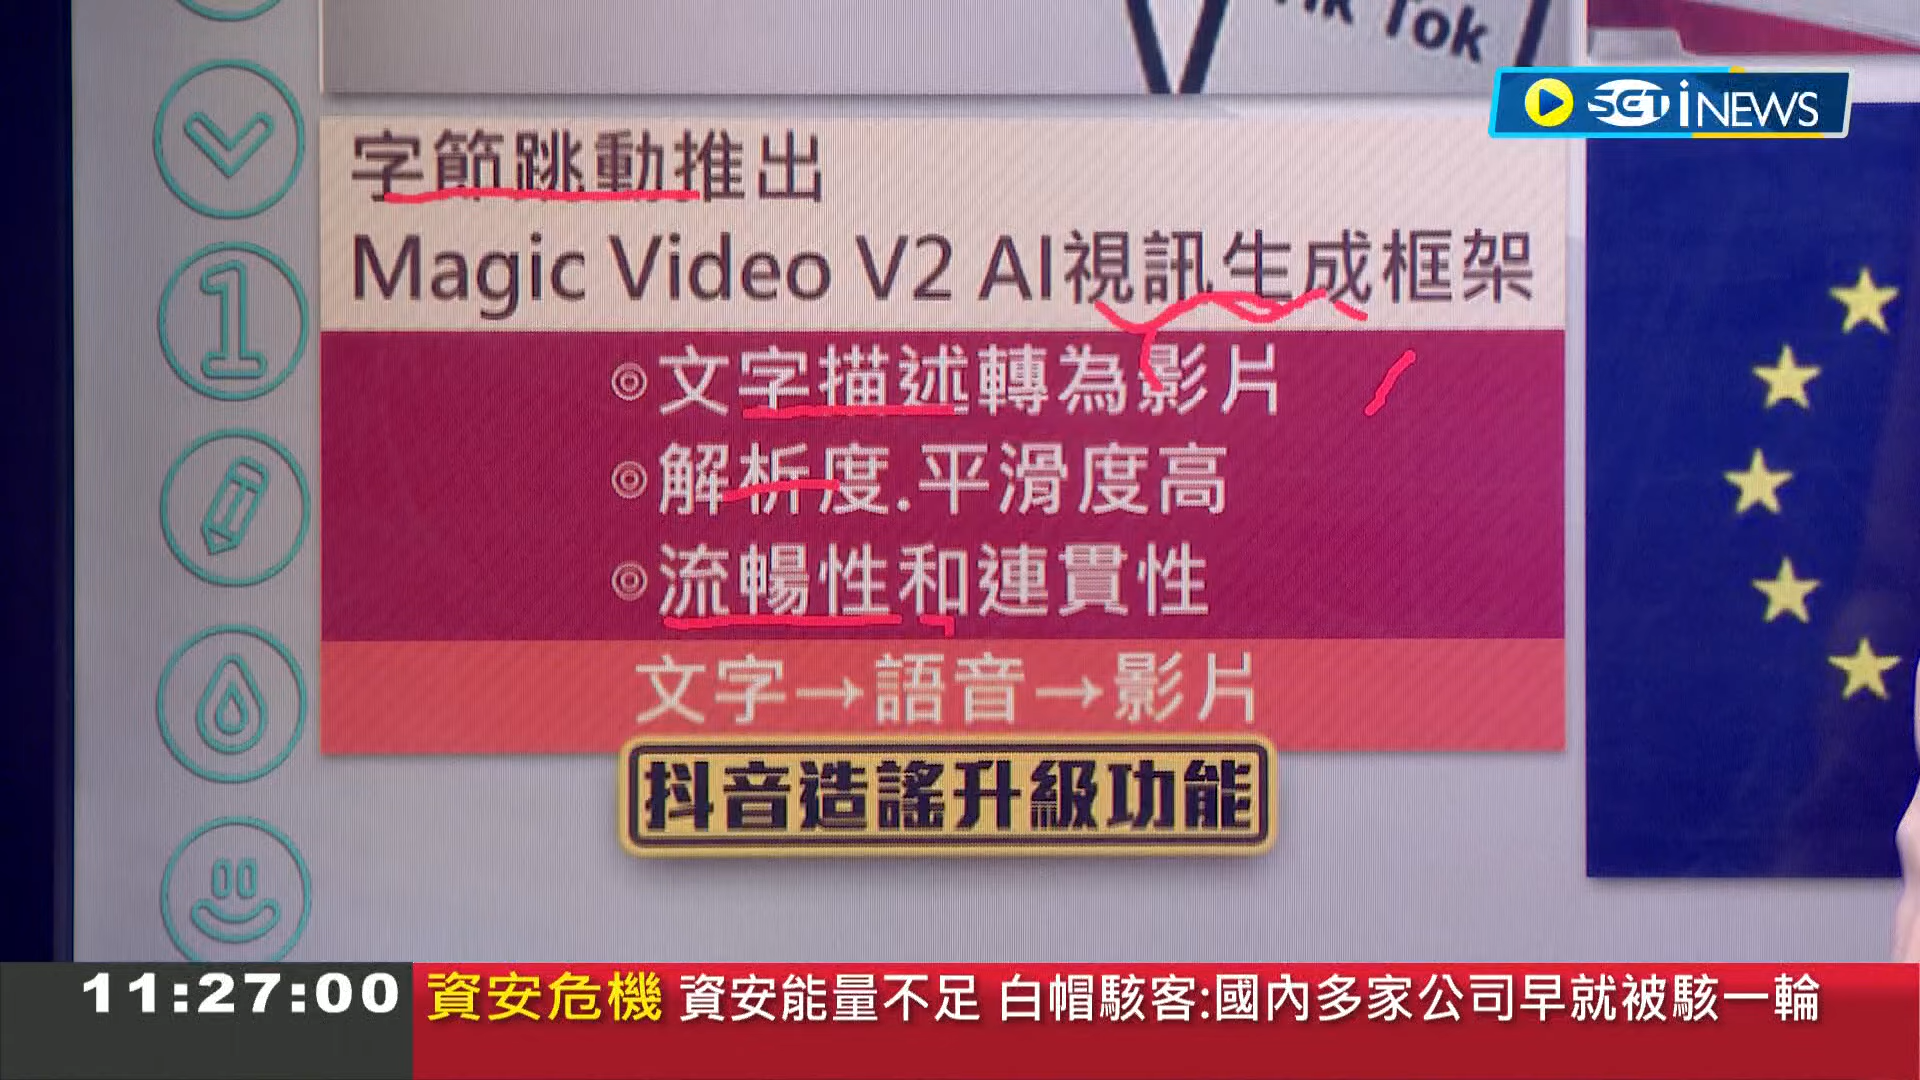 Tik Tok
SET iNEWS
字節跳動推出
Magic Video V2 AI視訊生成框架
◎文字描述轉為影片
◎解析度.平滑度高
◎流暢性和連貫性
文字→語音→影片
抖音造謠升級功能
11:27:00
資安危機 資安能量不足 白帽駭客:國內多家公司早就被駭一輪